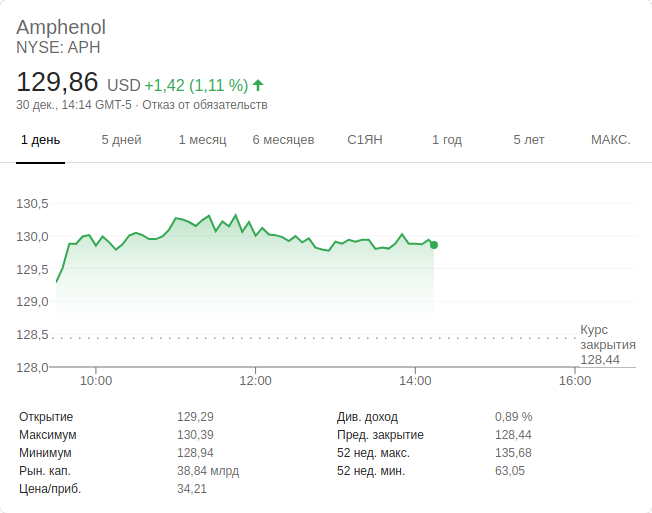 Amphenol
NYSE: APH
129,86 USD +1,42 (1,11 %)
30 дек., 14:14 GMT-5 · Отказ от обязательств
1 день 5 дней 1 месяц 6 месяцев С1ЯН 1 год 5 лет МАКС.
130,5
130,0
129,5
129,0
128,5
128,0
Курс
закрытия
128,44
10:00 12:00 14:00 16:00
Открытие 129,29 Див. доход 0,89 %
Максимум 130,39 Пред. закрытие 128,44
Минимум 128,94 52 нед. макс. 135,68
Рын. кап. 38,84 млрд 52 нед. мин. 63,05
Цена/приб. 34,21